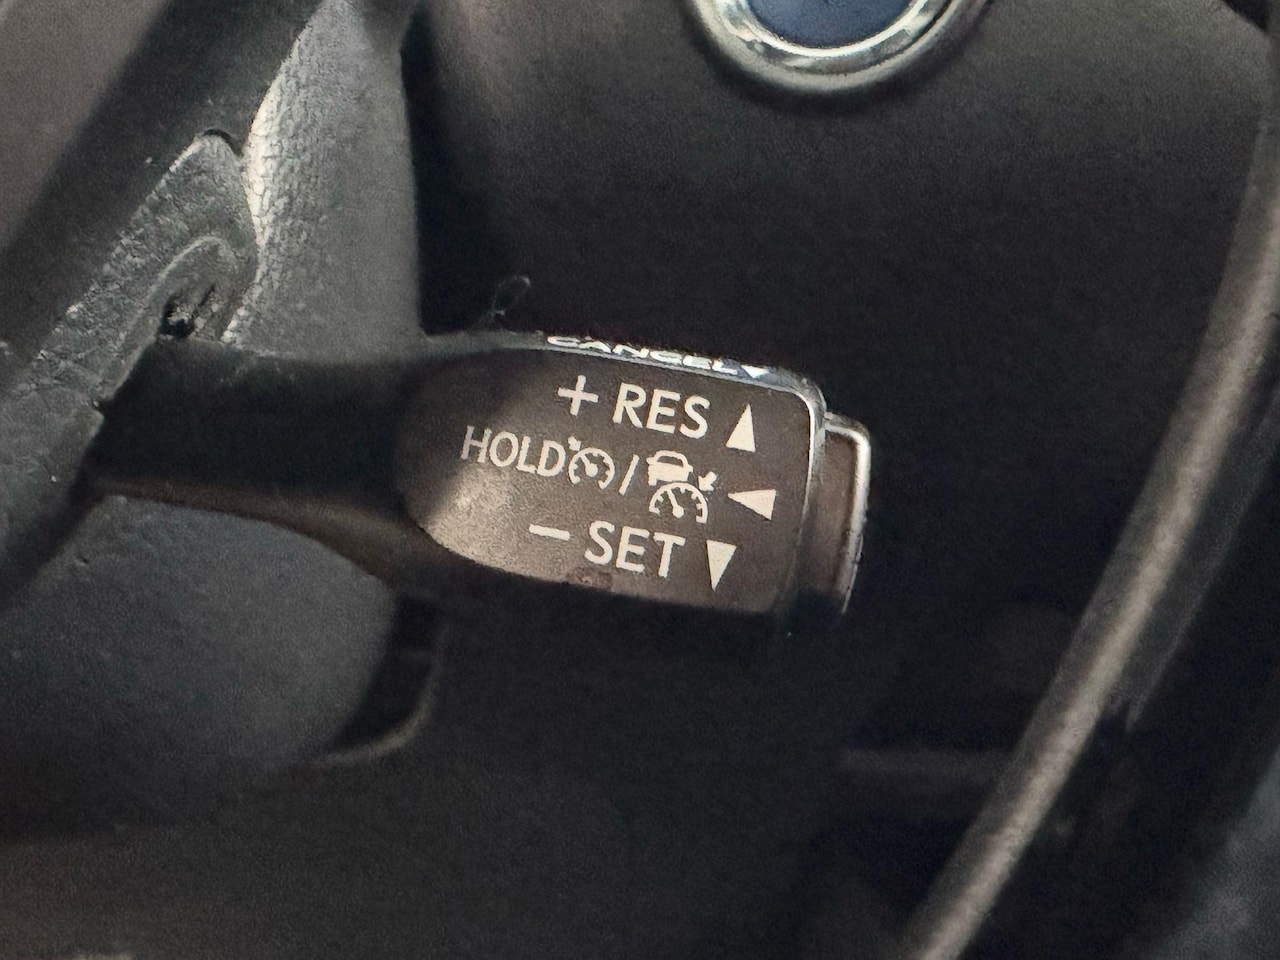 CANCEL▼
+ RES ▲
HOLD / ◀
− SET ▼